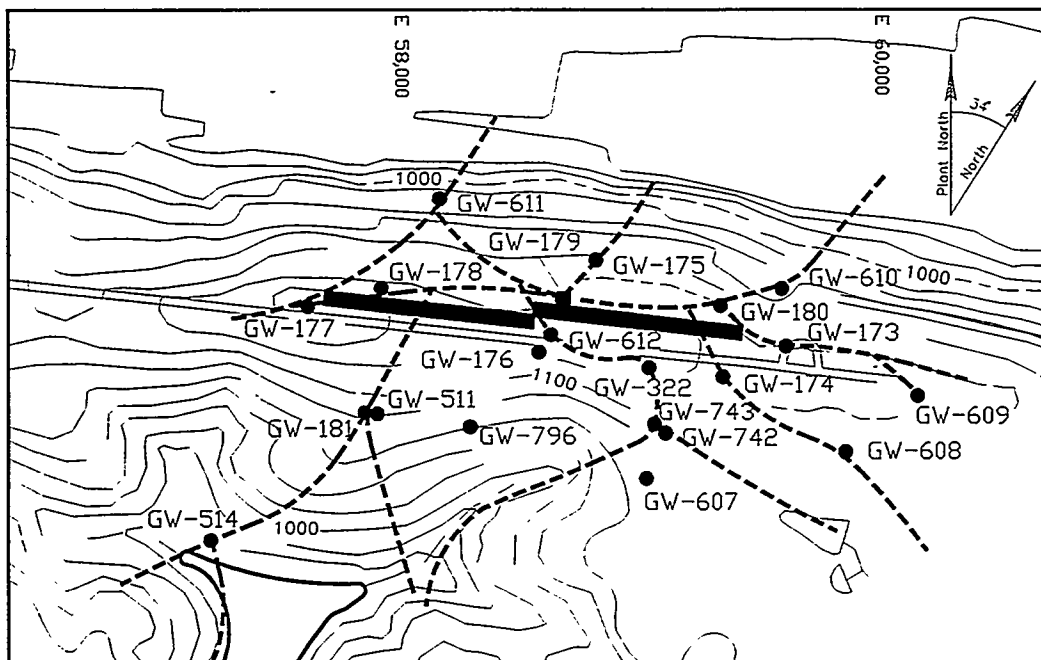 E 58,000
E 60,000
34°
Plant North
North
1000
GW-611
GW-179
GW-178
GW-175
1000
GW-610
GW-180
GW-177
GW-173
GW-612
GW-176
1100
GW-322
GW-174
GW-609
GW-511
GW-181
GW-743
GW-796
GW-742
GW-608
GW-607
GW-514
1000